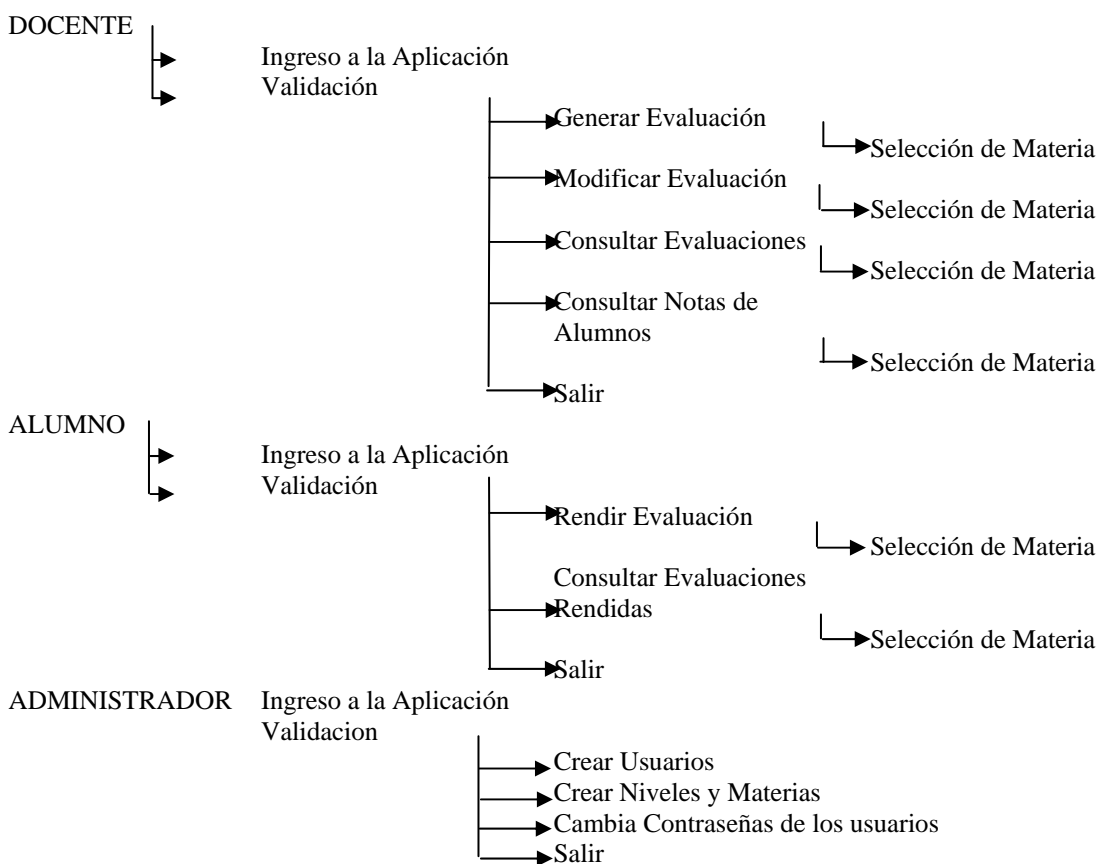 DOCENTE
Ingreso a la Aplicación
Validación
Generar Evaluación
Selección de Materia
Modificar Evaluación
Selección de Materia
Consultar Evaluaciones
Selección de Materia
Consultar Notas de
Alumnos
Selección de Materia
Salir
ALUMNO
Ingreso a la Aplicación
Validación
Rendir Evaluación
Selección de Materia
Consultar Evaluaciones
Rendidas
Selección de Materia
Salir
ADMINISTRADOR Ingreso a la Aplicación
Validacion
Crear Usuarios
Crear Niveles y Materias
Cambia Contraseñas de los usuarios
Salir